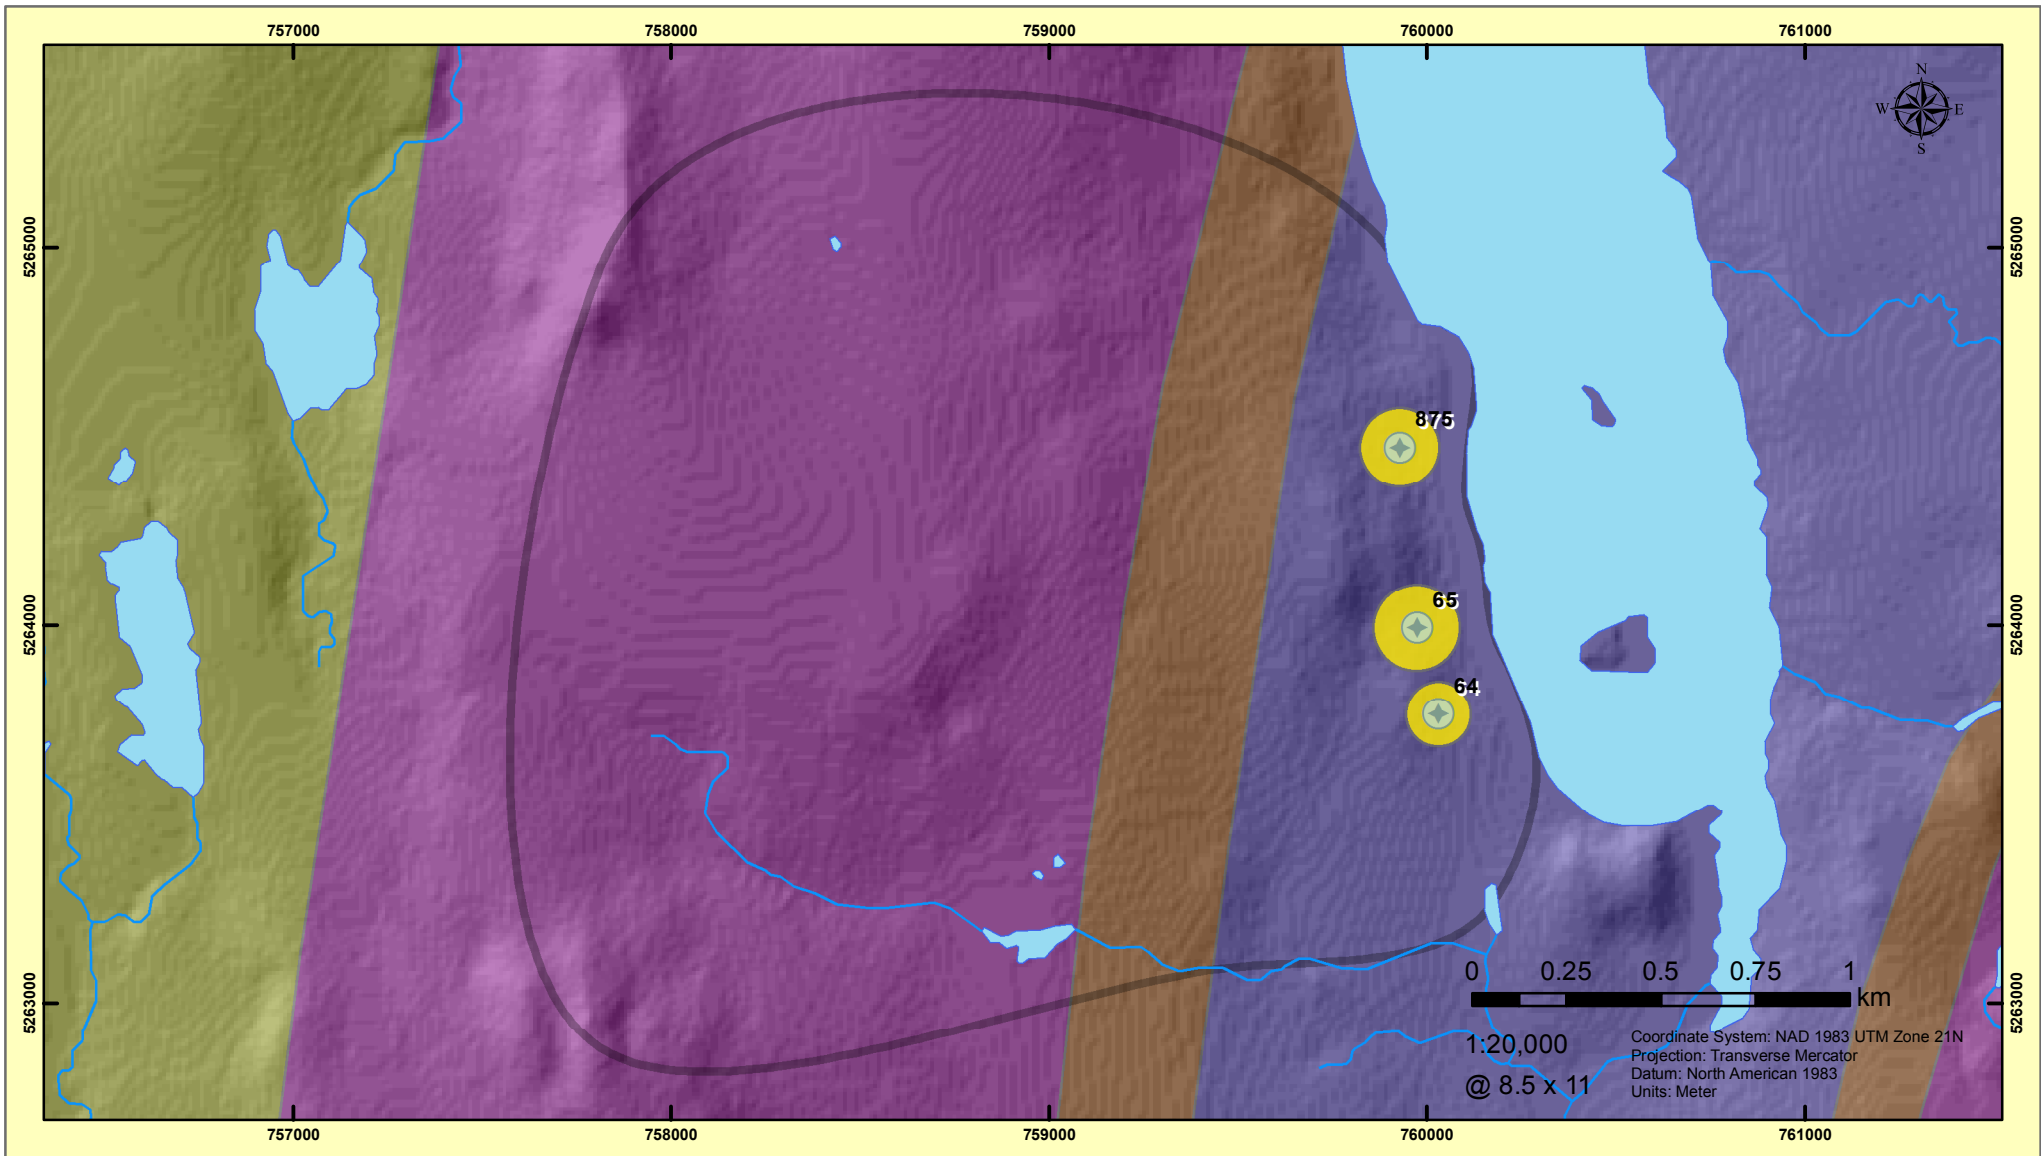 757000 758000 759000 760000 761000
N
W E
S
5265000 5265000
875
5264000 5264000
65
64
5263000 5263000
0 0.25 0.5 0.75 1
km
1:20,000
@ 8.5 x 11
Coordinate System: NAD 1983 UTM Zone 21N
Projection: Transverse Mercator
Datum: North American 1983
Units: Meter
757000 758000 759000 760000 761000